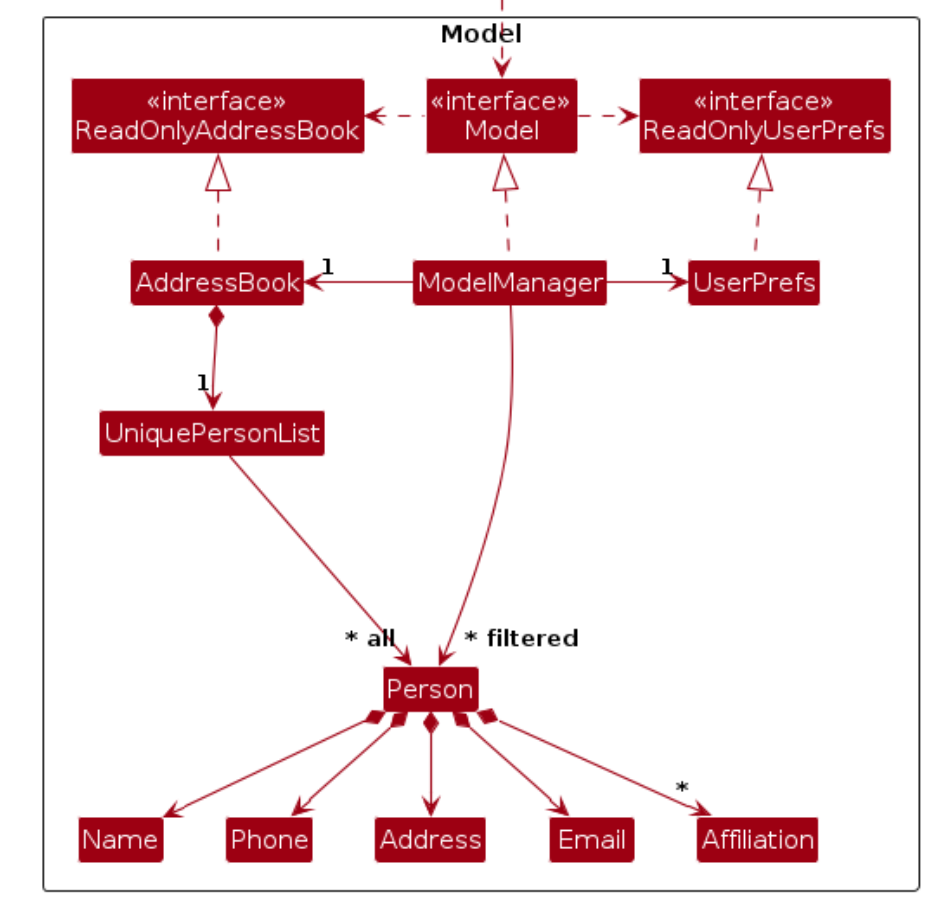 Model
«interface»
ReadOnlyAddressBook
«interface»
Model
«interface»
ReadOnlyUserPrefs
1
1
AddressBook
ModelManager
UserPrefs
1
UniquePersonList
* all
* filtered
Person
*
Name
Phone
Address
Email
Affiliation